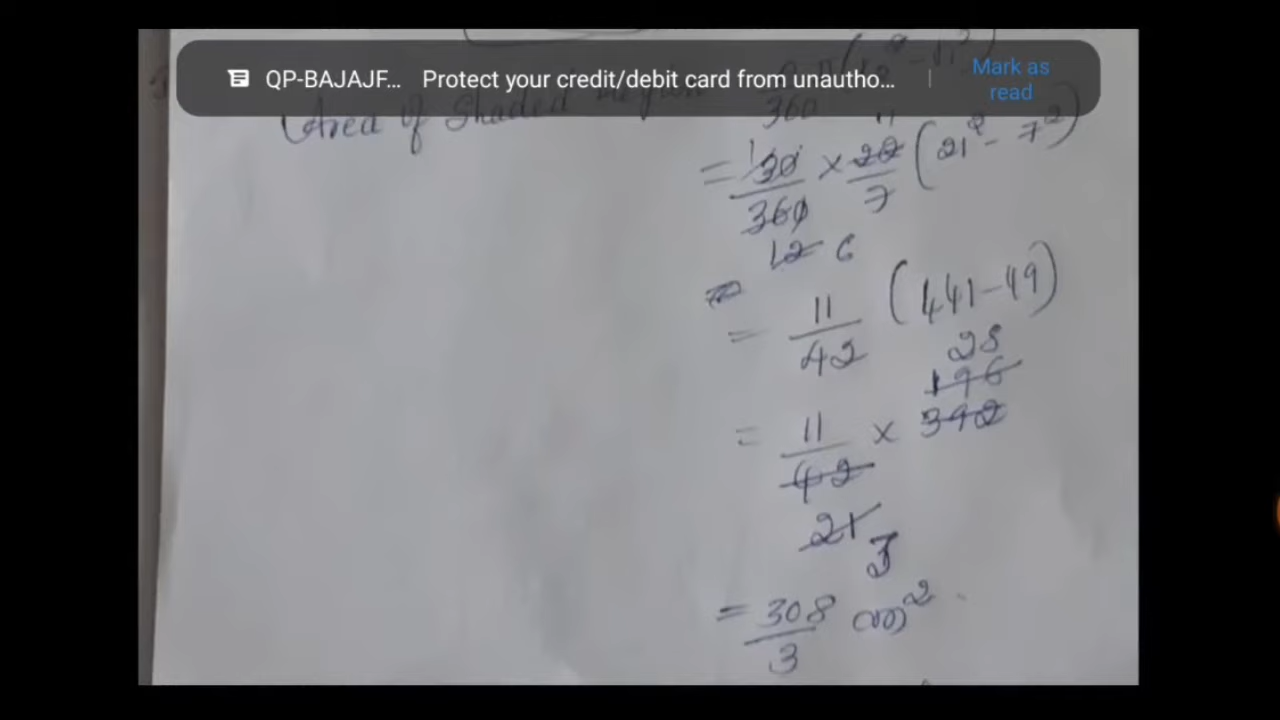 QP-BAJAJF... Protect your credit/debit card from unautho... Mark as read
Area of Shaded
360
= 30/360 × 22/7 (21² - 7²)
1 11
12 6
= 11/42 (441-49)
28
196
= 11/42 × 392
21 3
= 308/3 cm²